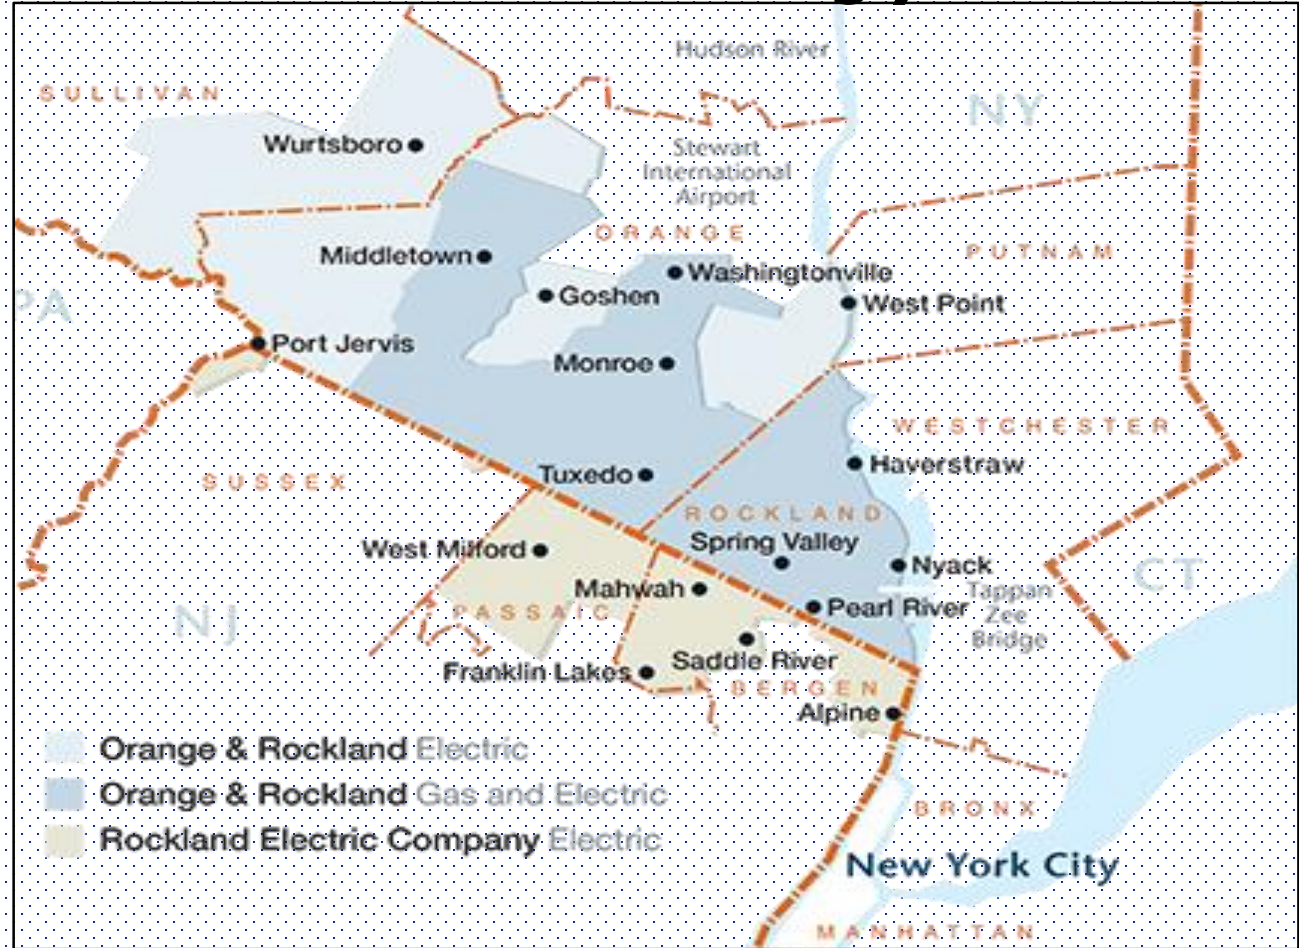 Hudson River
SULLIVAN
NY
Wurtsboro
Stewart
International
Airport
ORANGE
PUTNAM
Middletown
Washingtonville
Goshen
West Point
PA
Port Jervis
Monroe
WESTCHESTER
Haverstraw
Tuxedo
SUSSEX
ROCKLAND
Spring Valley
West Milford
Nyack
CT
Mahwah
Tappan
Zee
Bridge
Pearl River
PASSAIC
NJ
Saddle River
Franklin Lakes
BERGEN
Alpine
Orange & Rockland Electric
Orange & Rockland Gas and Electric
Rockland Electric Company Electric
BRONX
New York City
MANHATTAN